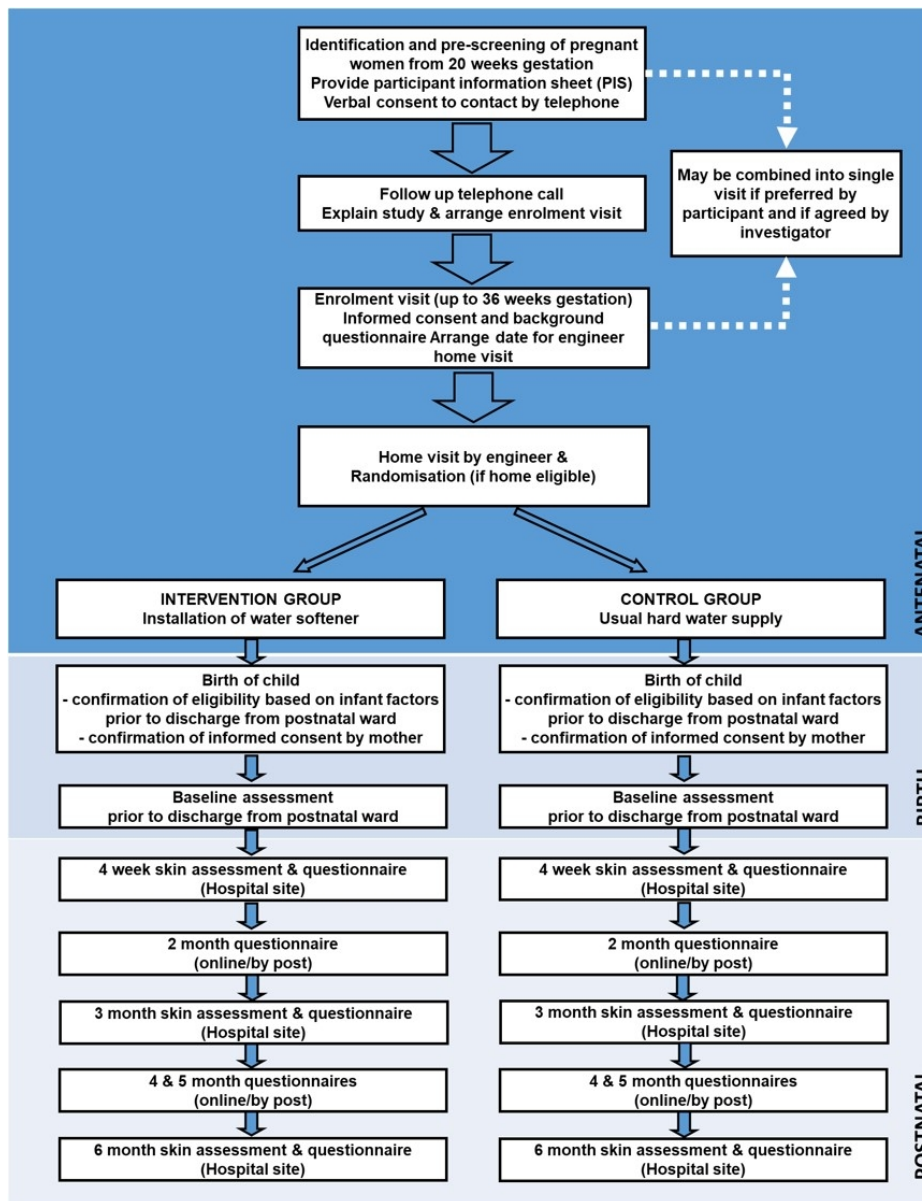 Identification and pre-screening of pregnant
women from 20 weeks gestation
Provide participant information sheet (PIS)
Verbal consent to contact by telephone
May be combined into single
visit if preferred by
participant and if agreed by
investigator
Follow up telephone call
Explain study & arrange enrolment visit
Enrolment visit (up to 36 weeks gestation)
Informed consent and background
questionnaire Arrange date for engineer
home visit
Home visit by engineer &
Randomisation (if home eligible)
ANTENATAL
INTERVENTION GROUP
Installation of water softener
CONTROL GROUP
Usual hard water supply
Birth of child
- confirmation of eligibility based on infant factors
prior to discharge from postnatal ward
- confirmation of informed consent by mother
Birth of child
- confirmation of eligibility based on infant factors
prior to discharge from postnatal ward
- confirmation of informed consent by mother
BIRTH
Baseline assessment
prior to discharge from postnatal ward
Baseline assessment
prior to discharge from postnatal ward
4 week skin assessment & questionnaire
(Hospital site)
4 week skin assessment & questionnaire
(Hospital site)
2 month questionnaire
(online/by post)
2 month questionnaire
(online/by post)
3 month skin assessment & questionnaire
(Hospital site)
3 month skin assessment & questionnaire
(Hospital site)
4 & 5 month questionnaires
(online/by post)
4 & 5 month questionnaires
(online/by post)
POSTNATAL
6 month skin assessment & questionnaire
(Hospital site)
6 month skin assessment & questionnaire
(Hospital site)